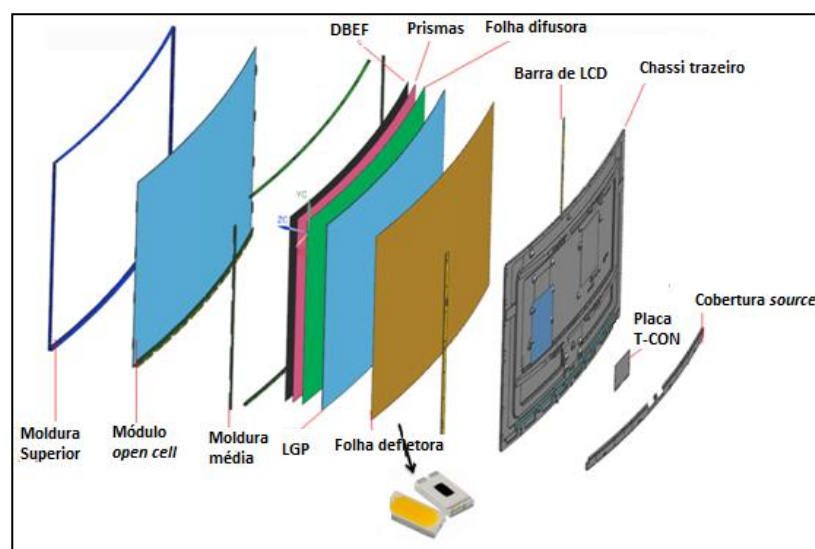 DBEF
Prismas
Folha difusora
Barra de LCD
Chassi trazeiro
Cobertura source
Placa
T-CON
Moldura
Superior
Módulo
open cell
Moldura
média
LGP
Folha defletora